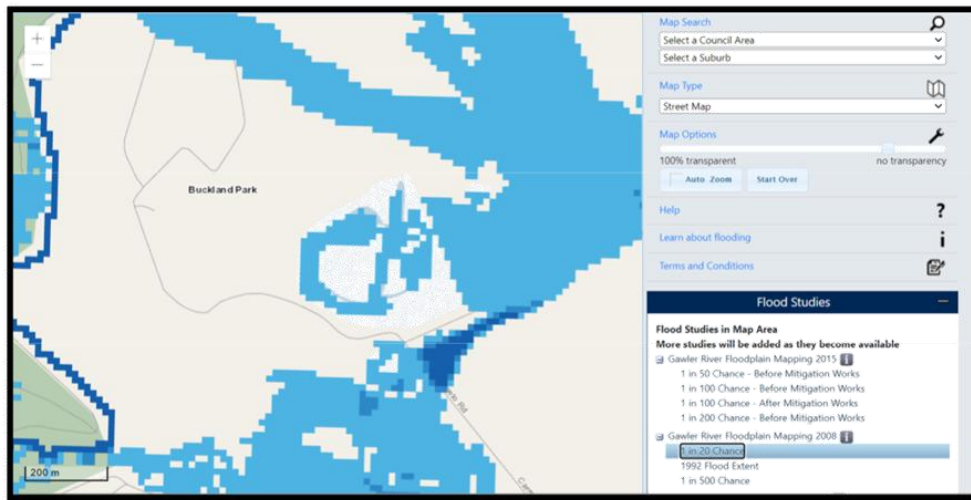 +
−
Buckland Park
200 m
Map Search
Select a Council Area
Select a Suburb
Map Type
Street Map
Map Options
100% transparent no transparency
Auto Zoom Start Over
Help ?
Learn about flooding i
Terms and Conditions
Flood Studies −
Flood Studies in Map Area
More studies will be added as they become available
Gawler River Floodplain Mapping 2015 i
1 in 50 Chance - Before Mitigation Works
1 in 100 Chance - Before Mitigation Works
1 in 100 Chance - After Mitigation Works
1 in 200 Chance - Before Mitigation Works
Gawler River Floodplain Mapping 2008 i
1 in 20 Chance
1992 Flood Extent
1 in 500 Chance